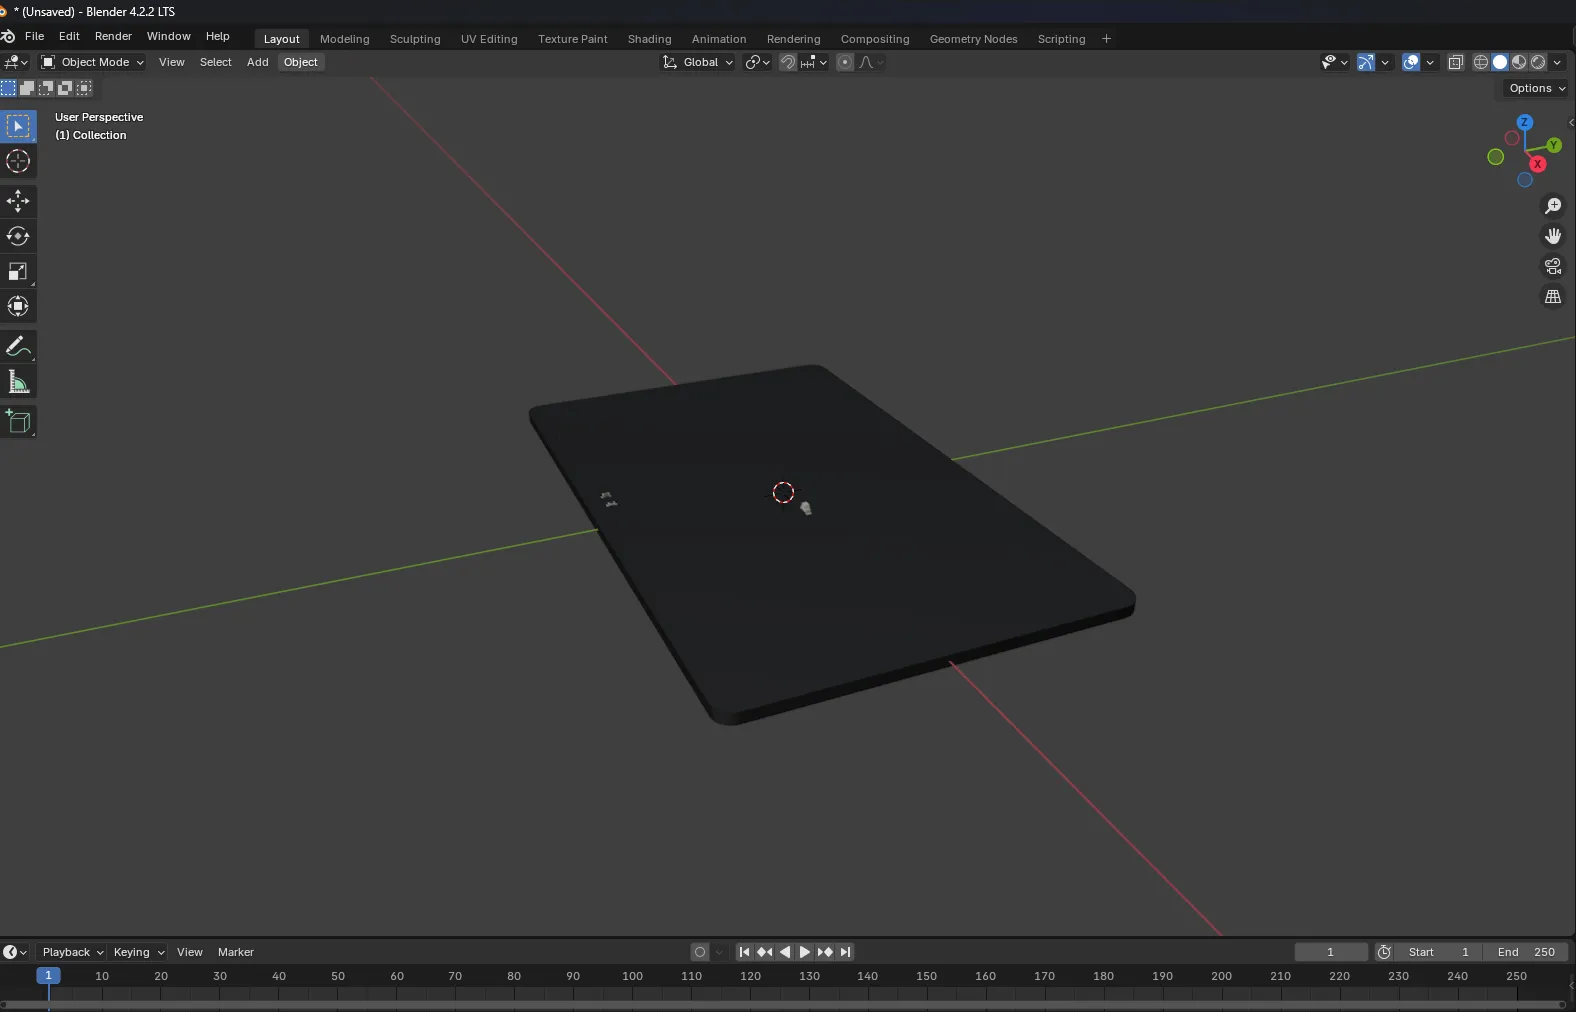 * (Unsaved) - Blender 4.2.2 LTS
File Edit Render Window Help Layout Modeling Sculpting UV Editing Texture Paint Shading Animation Rendering Compositing Geometry Nodes Scripting +
Object Mode View Select Add Object Global
Options
User Perspective
(1) Collection
Z
Y
X
Playback Keying View Marker 1 Start 1 End 250
1 10 20 30 40 50 60 70 80 90 100 110 120 130 140 150 160 170 180 190 200 210 220 230 240 250